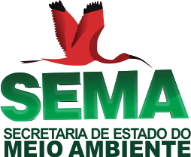 SEMA
SECRETARIA DE ESTADO DO
MEIO AMBIENTE